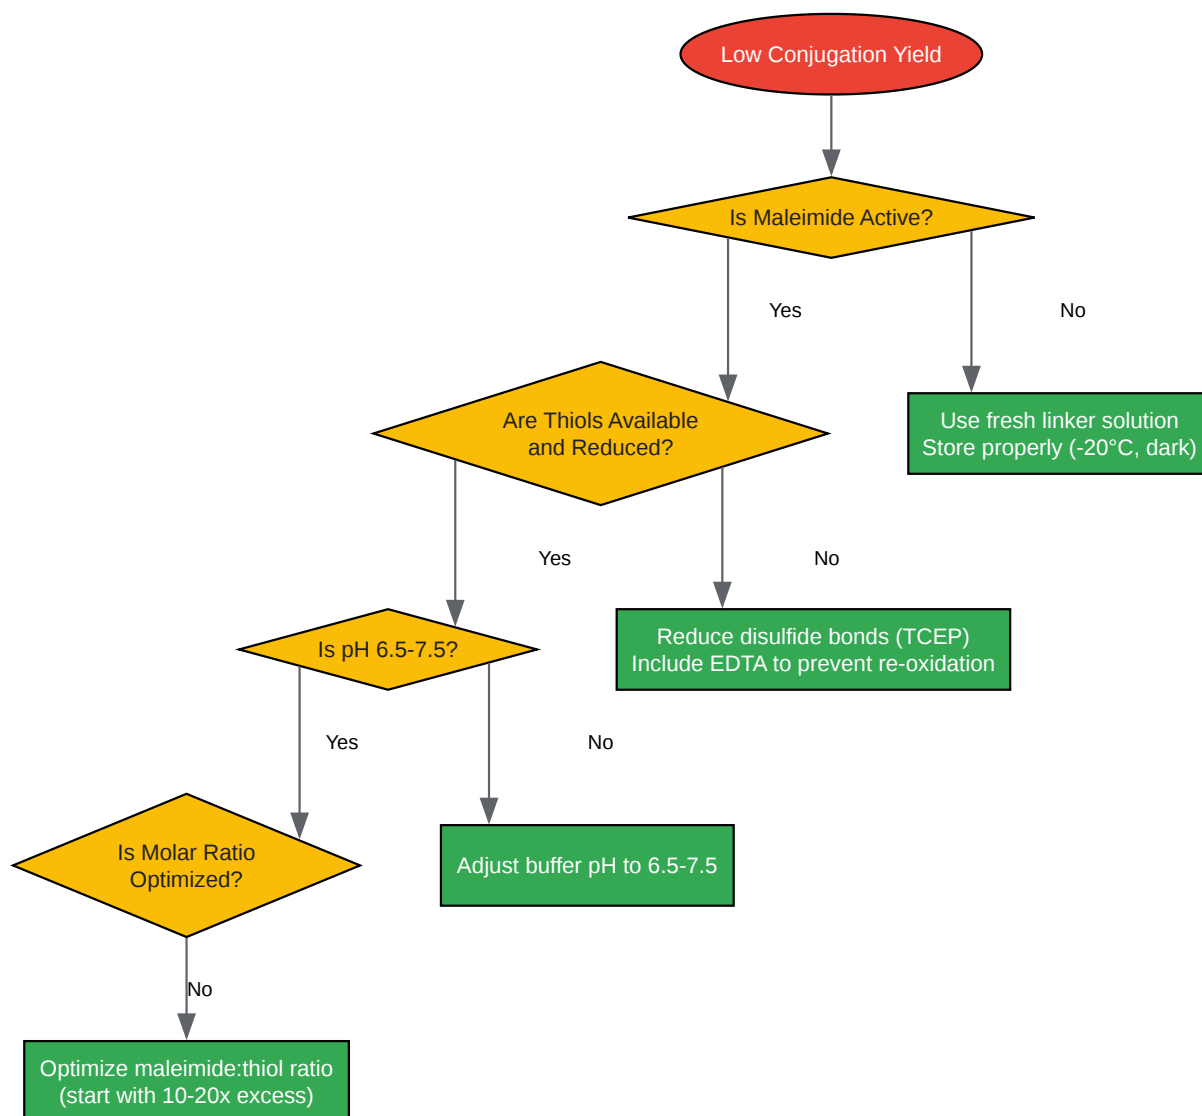 Low Conjugation Yield
Is Maleimide Active?
Yes
No
Are Thiols Available
and Reduced?
Use fresh linker solution
Store properly (-20°C, dark)
Yes
No
Is pH 6.5-7.5?
Reduce disulfide bonds (TCEP)
Include EDTA to prevent re-oxidation
Yes
No
Is Molar Ratio
Optimized?
Adjust buffer pH to 6.5-7.5
No
Optimize maleimide:thiol ratio
(start with 10-20x excess)